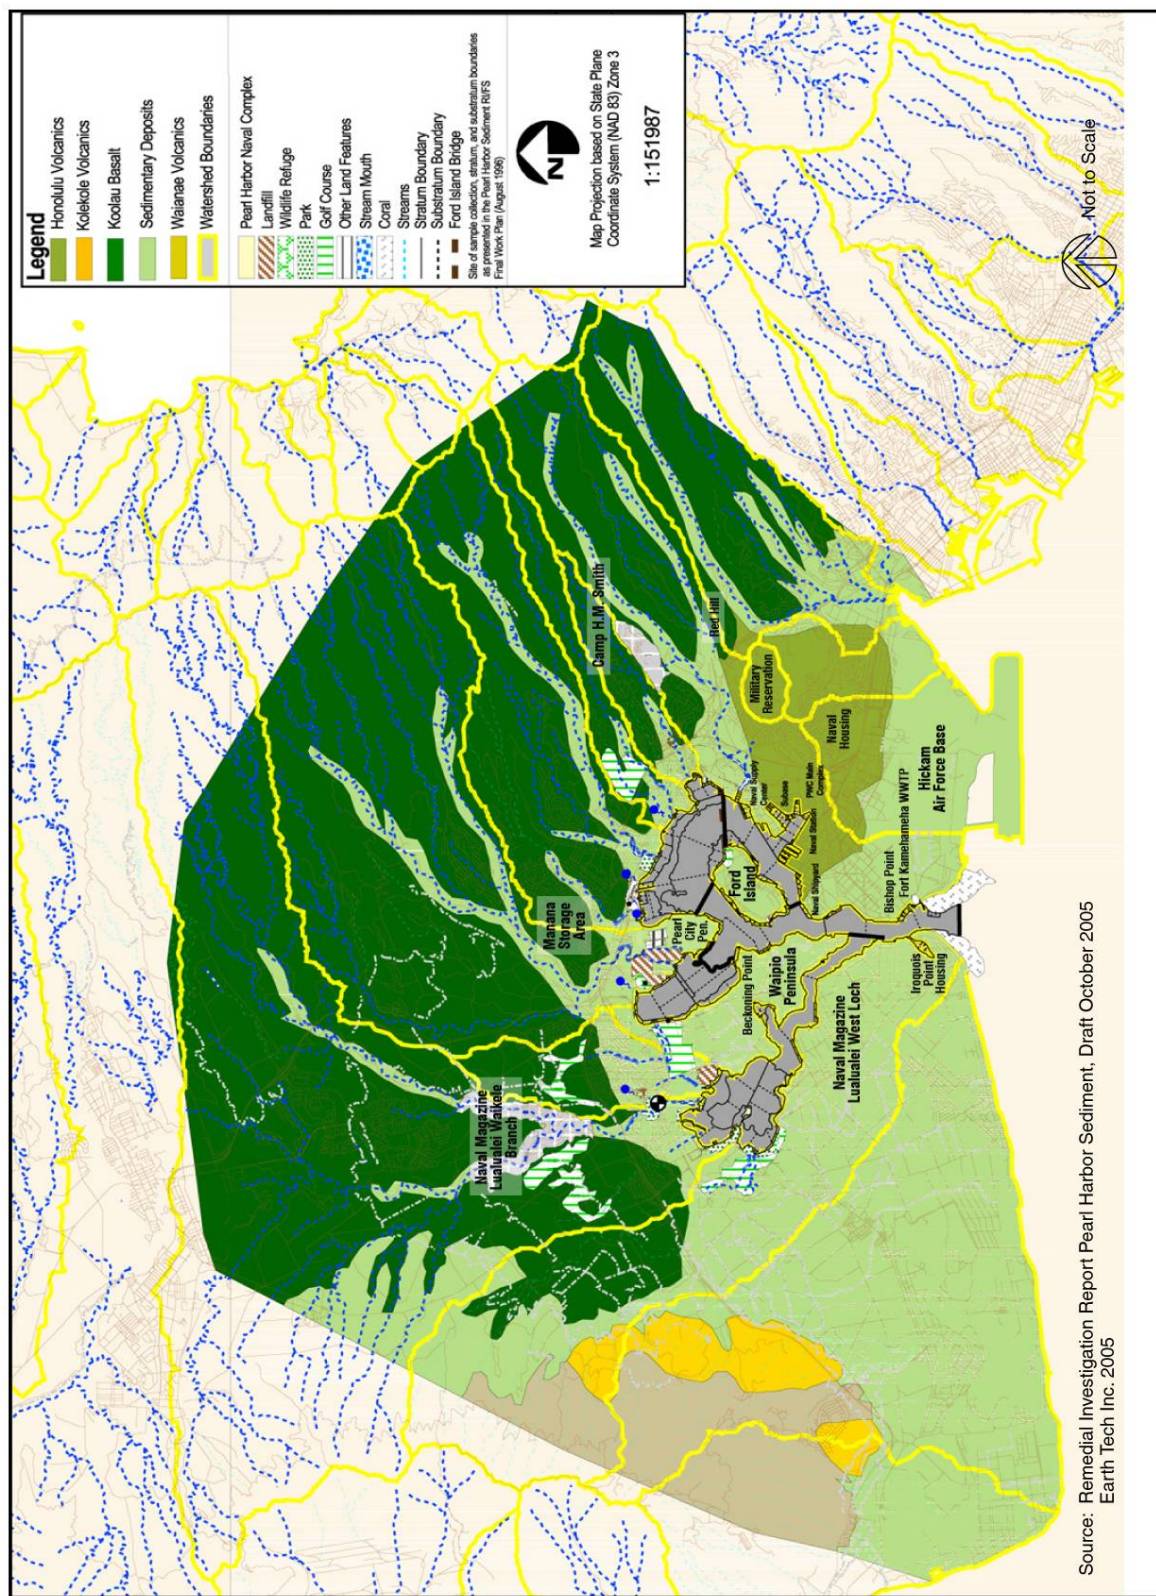 Legend
Honolulu Volcanics
Kolekole Volcanics
Koolau Basalt
Sedimentary Deposits
Waianae Volcanics
Watershed Boundaries
Pearl Harbor Naval Complex
Landfill
Wildlife Refuge
Park
Golf Course
Other Land Features
Stream Mouth
Coral
Streams
Stratum Boundary
Substratum Boundary
Ford Island Bridge
Site of sample collection, stratum, and substratum boundaries
as presented in the Pearl Harbor Sediment RI/FS
Final Work Plan (August 1996)
N
Map Projection based on State Plane
Coordinate System (NAD 83) Zone 3
1:151987
Not to Scale
Camp H.M. Smith
Red Hill
Military
Reservation
Naval
Housing
Manana
Storage
Area
Naval Supply
Center
Subase
PWC Main
Complex
Naval Station
Naval Shipyard
Ford
Island
Pearl
City
Pen.
Hickam
Air Force Base
Bishop Point
Fort Kamehameha WWTP
Naval Magazine
Lualualei Waikele
Branch
Beckoning Point
Waipio
Peninsula
Naval Magazine
Lualualei West Loch
Iroquois
Point
Housing
Source: Remedial Investigation Report Pearl Harbor Sediment, Draft October 2005
Earth Tech Inc. 2005